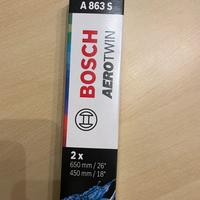 A 863 S
BOSCH
AEROTWIN
2 x
650 mm / 26"
450 mm / 18"